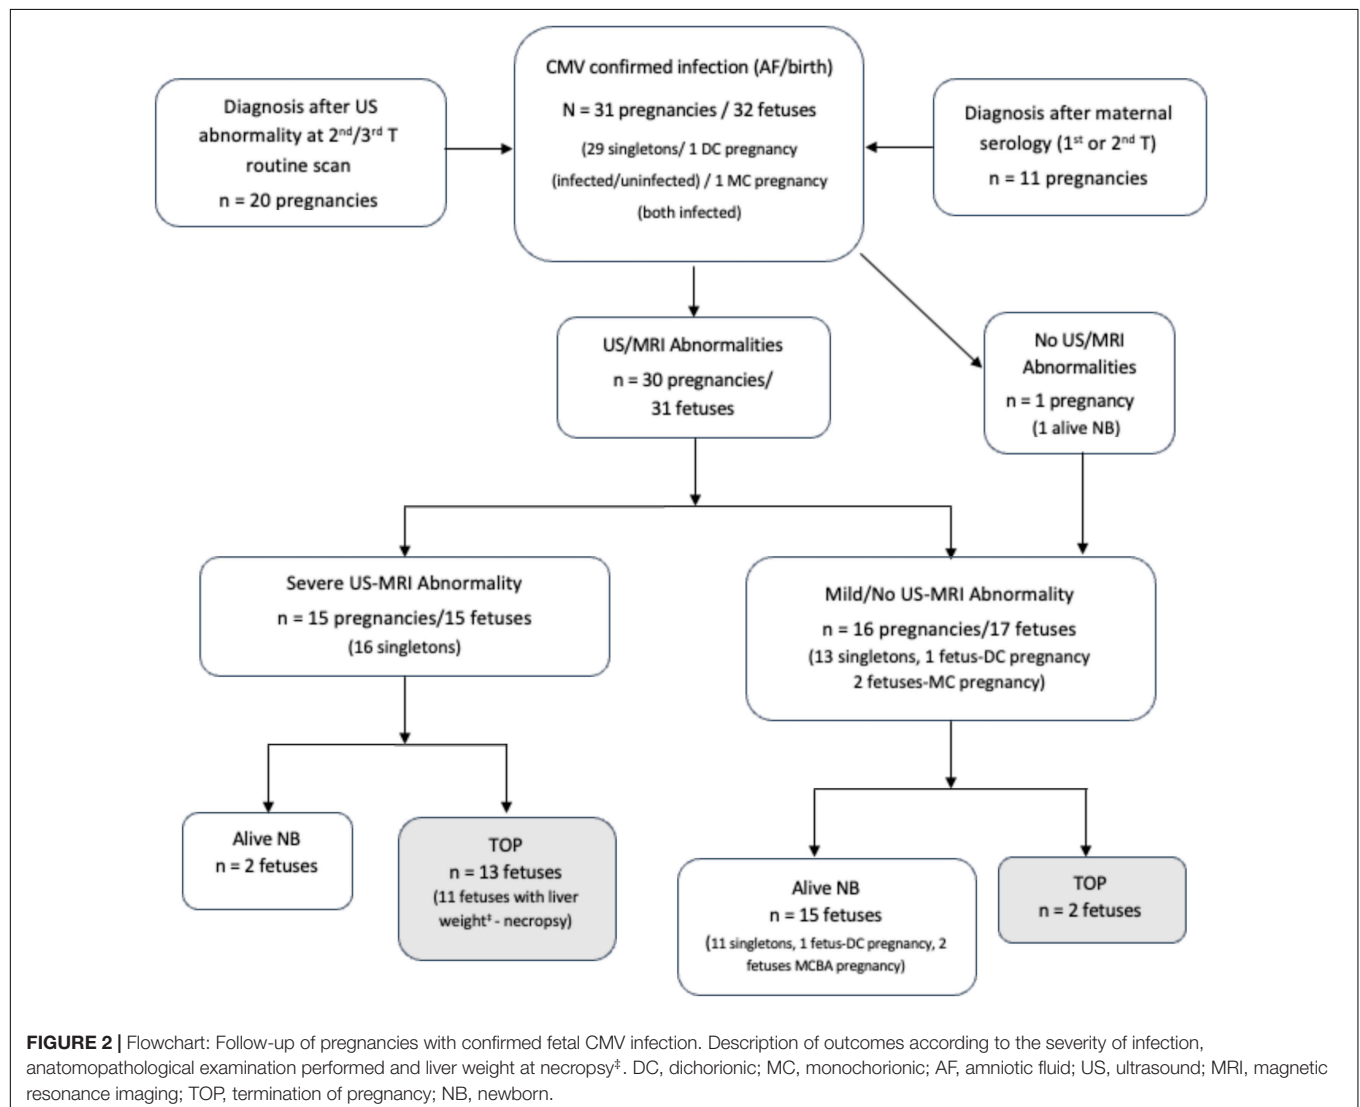 CMV confirmed infection (AF/birth)
N = 31 pregnancies / 32 fetuses
(29 singletons/ 1 DC pregnancy
(infected/uninfected) / 1 MC pregnancy
(both infected)
Diagnosis after US
abnormality at 2nd/3rd T
routine scan
n = 20 pregnancies
Diagnosis after maternal
serology (1st or 2nd T)
n = 11 pregnancies
US/MRI Abnormalities
n = 30 pregnancies/
31 fetuses
No US/MRI
Abnormalities
n = 1 pregnancy
(1 alive NB)
Severe US-MRI Abnormality
n = 15 pregnancies/15 fetuses
(16 singletons)
Mild/No US-MRI Abnormality
n = 16 pregnancies/17 fetuses
(13 singletons, 1 fetus-DC pregnancy
2 fetuses-MC pregnancy)
Alive NB
n = 2 fetuses
TOP
n = 13 fetuses
(11 fetuses with liver
weight‡ - necropsy)
Alive NB
n = 15 fetuses
(11 singletons, 1 fetus-DC pregnancy, 2
fetuses MCBA pregnancy)
TOP
n = 2 fetuses
FIGURE 2 | Flowchart: Follow-up of pregnancies with confirmed fetal CMV infection. Description of outcomes according to the severity of infection,
anatomopathological examination performed and liver weight at necropsy‡. DC, dichorionic; MC, monochorionic; AF, amniotic fluid; US, ultrasound; MRI, magnetic
resonance imaging; TOP, termination of pregnancy; NB, newborn.